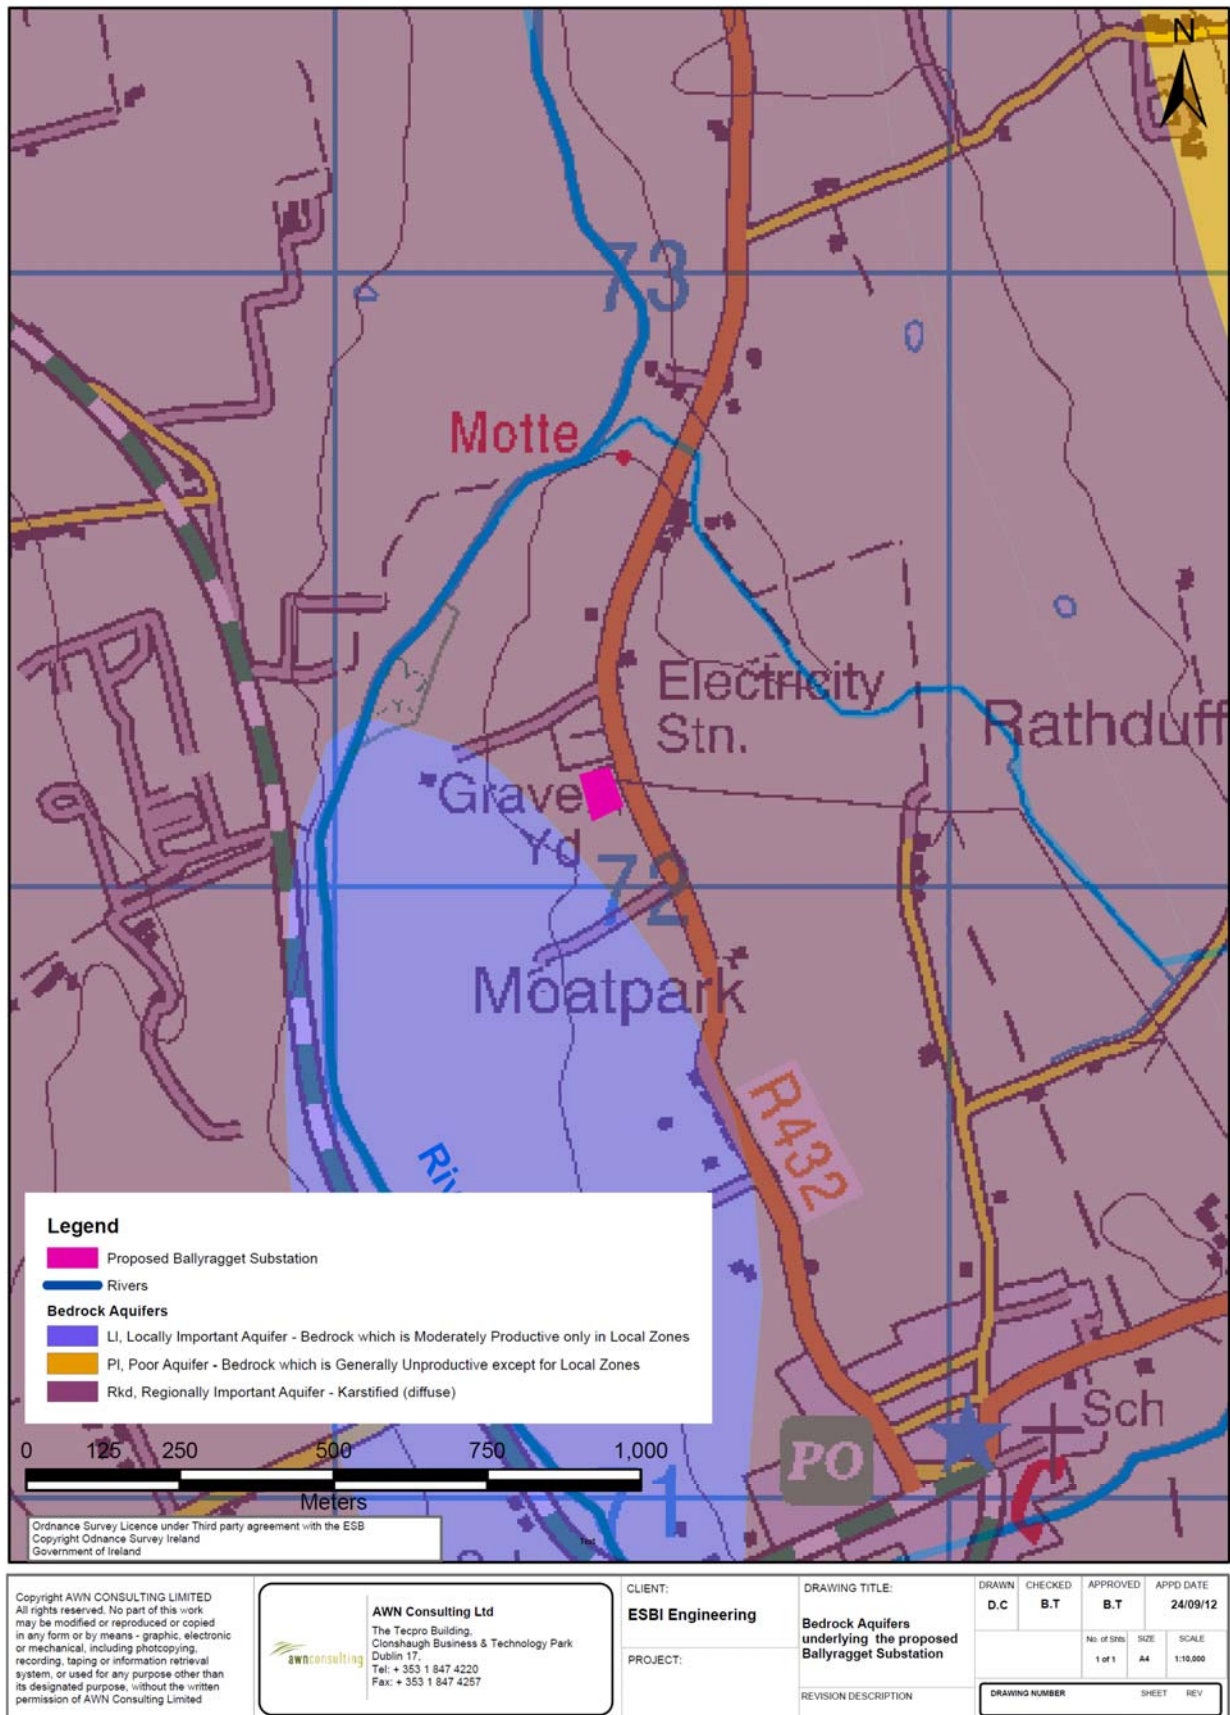 N
73
Motte
Electricity
Stn.
Rathduff
Grave
Yd
72
Moatpark
R432
Riv
Legend
Proposed Ballyragget Substation
Rivers
Bedrock Aquifers
Ll, Locally Important Aquifer - Bedrock which is Moderately Productive only in Local Zones
Pl, Poor Aquifer - Bedrock which is Generally Unproductive except for Local Zones
Rkd, Regionally Important Aquifer - Karstified (diffuse)
Sch
PO
0 125 250 500 750 1,000
Meters
Ordnance Survey Licence under Third party agreement with the ESB
Copyright Odnance Survey Ireland
Government of Ireland
Copyright AWN CONSULTING LIMITED
All rights reserved. No part of this work
may be modified or reproduced or copied
in any form or by means - graphic, electronic
or mechanical, including photcopying,
recording, taping or information retrieval
system, or used for any purpose other than
its designated purpose, without the written
permission of AWN Consulting Limited
awnconsulting
AWN Consulting Ltd
The Tecpro Building,
Clonshaugh Business & Technology Park
Dublin 17,
Tel: + 353 1 847 4220
Fax: + 353 1 847 4257
CLIENT:
ESBI Engineering
PROJECT:
DRAWING TITLE:
Bedrock Aquifers
underlying the proposed
Ballyragget Substation
REVISION DESCRIPTION
DRAWN CHECKED APPROVED APPD DATE
D.C B.T B.T 24/09/12
No. of Shts SIZE SCALE
1 of 1 A4 1:10,000
DRAWING NUMBER SHEET REV